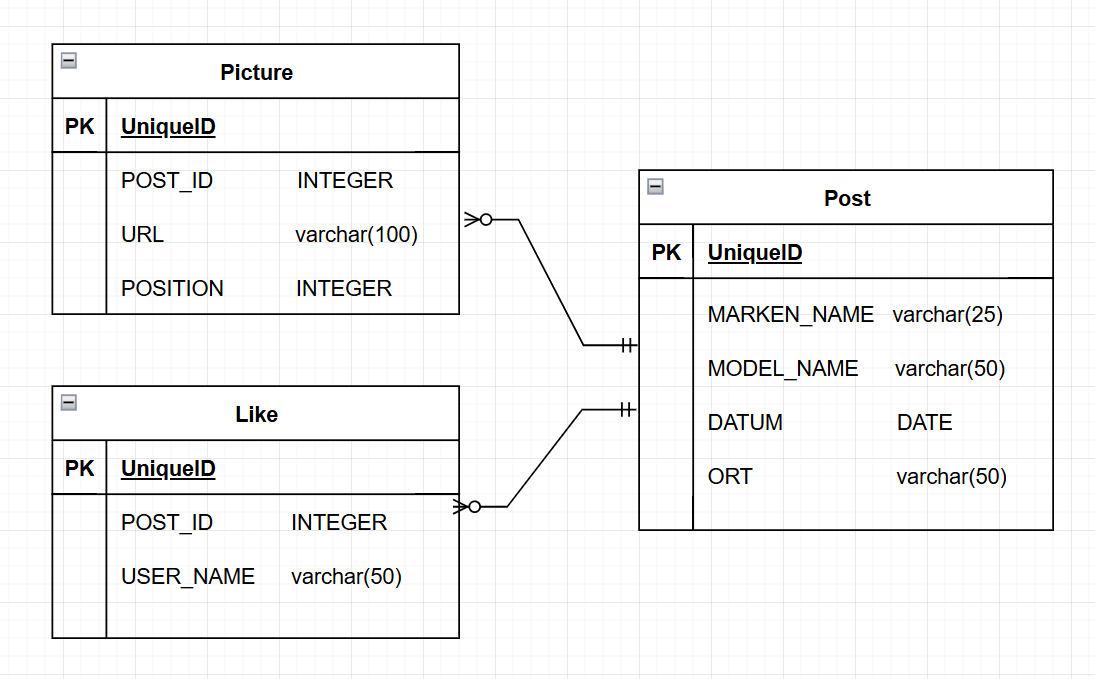 Picture
PK UniqueID
POST_ID INTEGER
URL varchar(100)
POSITION INTEGER
Like
PK UniqueID
POST_ID INTEGER
USER_NAME varchar(50)
Post
PK UniqueID
MARKEN_NAME varchar(25)
MODEL_NAME varchar(50)
DATUM DATE
ORT varchar(50)